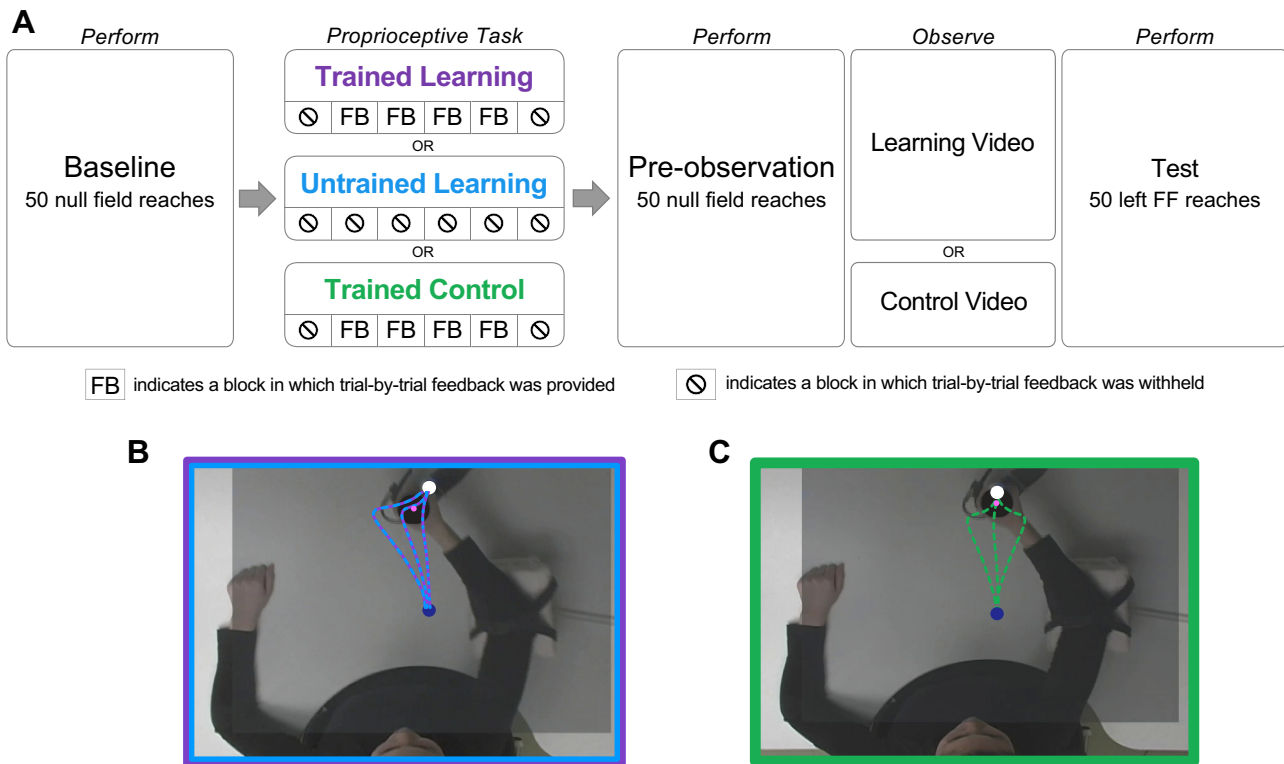 A
Perform
Proprioceptive Task
Perform
Observe
Perform
Baseline
50 null field reaches
Trained Learning
FB FB FB FB
OR
Untrained Learning
OR
Trained Control
FB FB FB FB
Pre-observation
50 null field reaches
Learning Video
OR
Control Video
Test
50 left FF reaches
FB indicates a block in which trial-by-trial feedback was provided
indicates a block in which trial-by-trial feedback was withheld
B
C